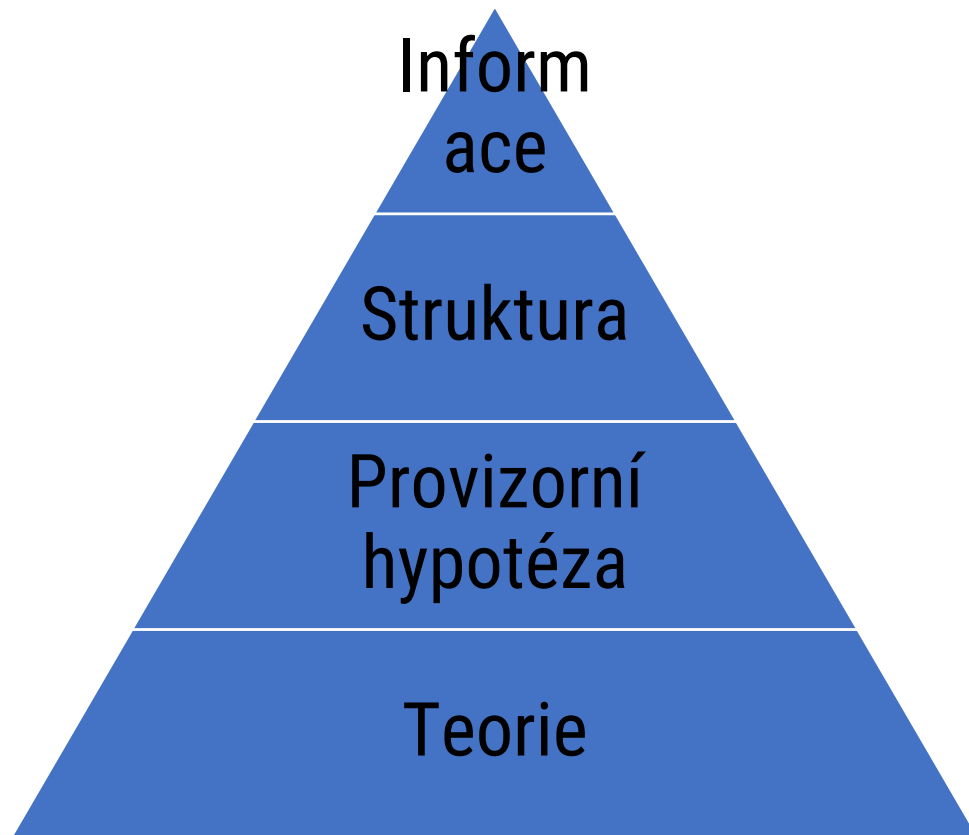 Inform
ace
Struktura
Provizorní
hypotéza
Teorie